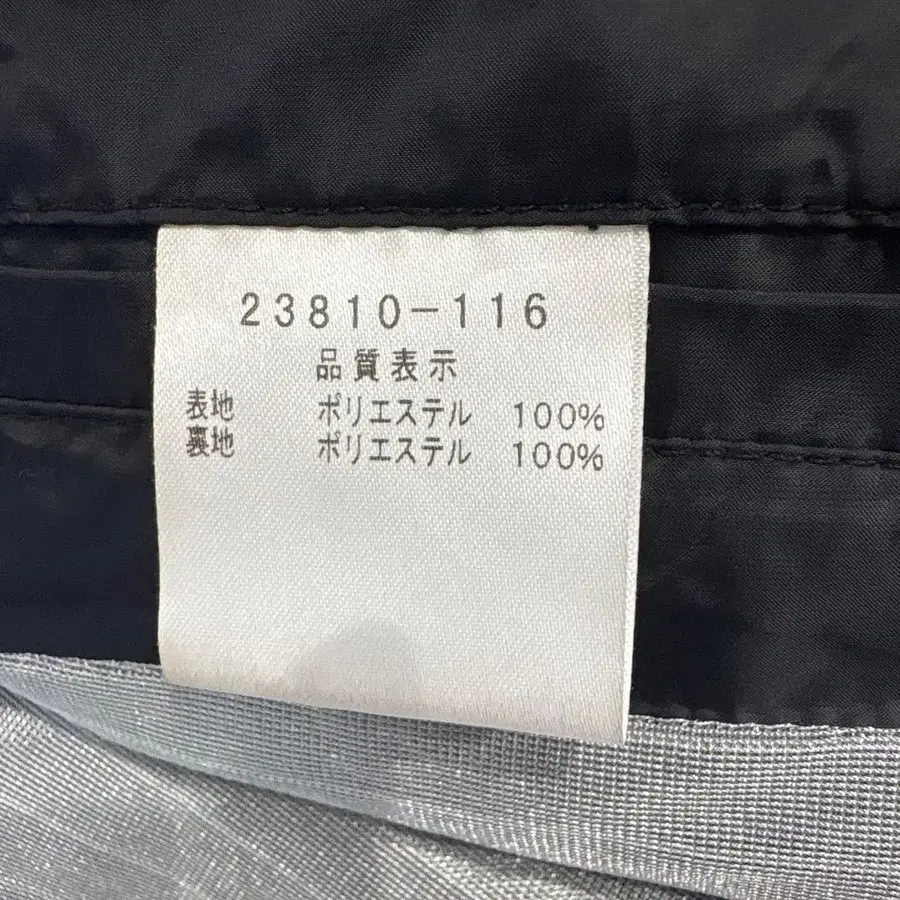 23810-116
品質表示
表地 ポリエステル 100%
裏地 ポリエステル 100%